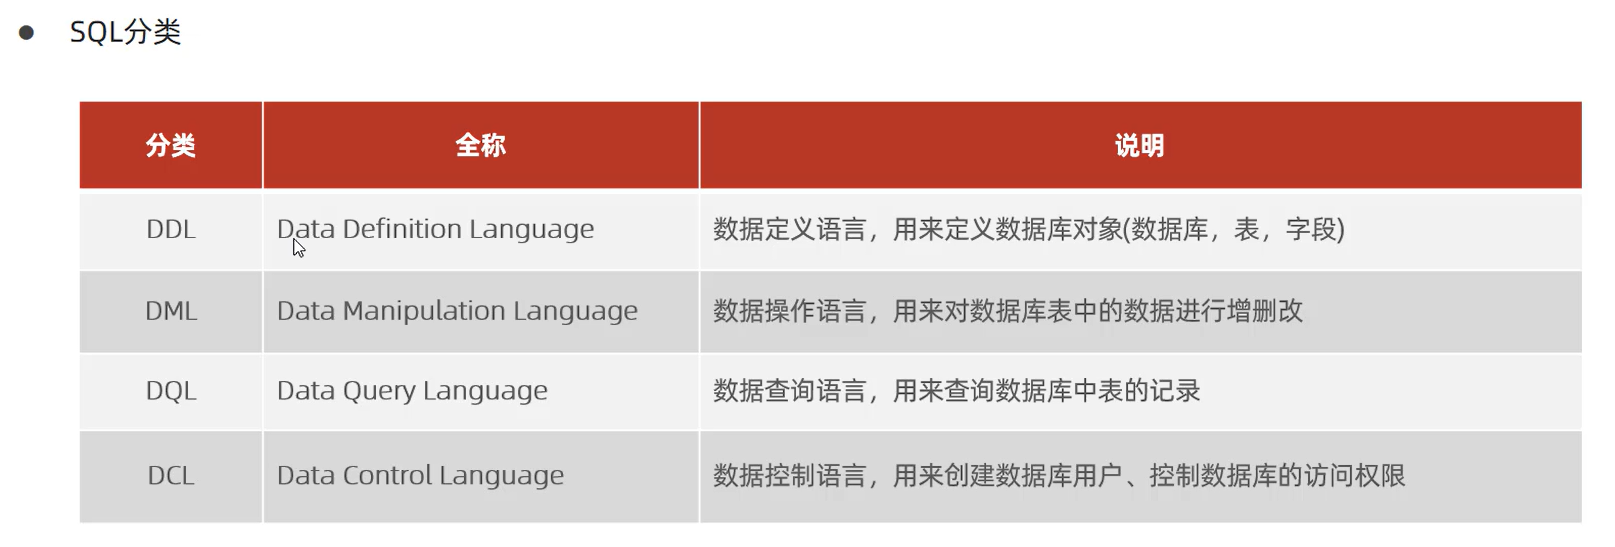 SQL分类
分类 全称 说明
DDL Data Definition Language 数据定义语言，用来定义数据库对象(数据库，表，字段)
DML Data Manipulation Language 数据操作语言，用来对数据库表中的数据进行增删改
DQL Data Query Language 数据查询语言，用来查询数据库中表的记录
DCL Data Control Language 数据控制语言，用来创建数据库用户、控制数据库的访问权限